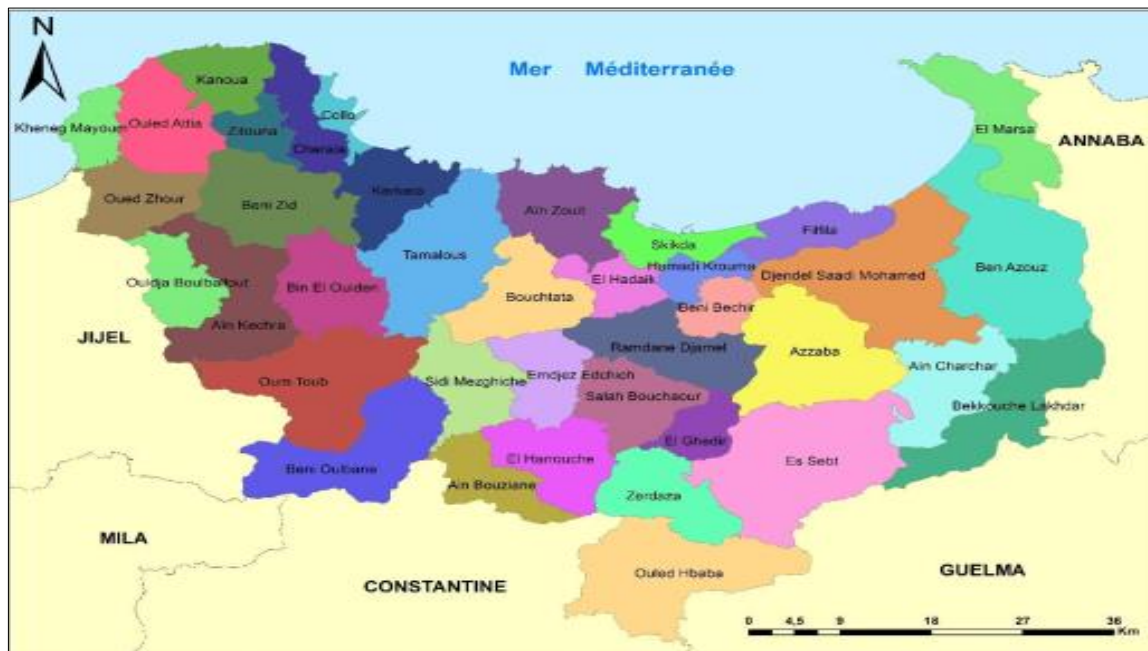 N
Mer Méditerranée
Kanoua
Collo
Kheneg Mayoum
Ouled Attia
Zitouna
Cheraia
El Marsa
ANNABA
Oued Zhour
Beni Zid
Kerkera
Ain Zouit
Filfila
Skikda
Tamalous
Hamadi Krouma
Ben Azouz
Ouldja Boulballout
Bin El Ouiden
Bouchtata
El Hadaik
Djendel Saadi Mohamed
Beni Bechir
Ain Kechra
JIJEL
Ramdane Djamel
Azzaba
Ain Charchar
Oum Toub
Sidi Mezghiche
Emdjez Edchich
Salah Bouchaour
Bekkouche Lakhdar
El Ghedir
Es Sebt
Beni Oulbane
El Harrouche
Ain Bouziane
Zerdaza
MILA
Ouled Hbaba
CONSTANTINE
GUELMA
0 4,5 9 18 27 36
Km